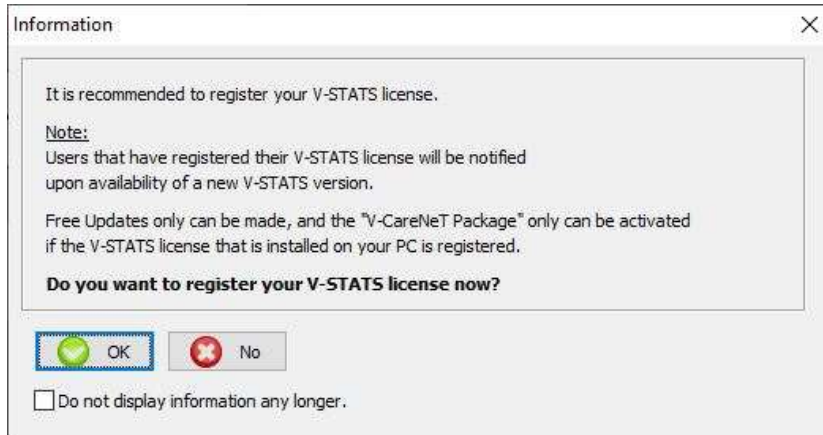 Information
It is recommended to register your V-STATS license.
Note:
Users that have registered their V-STATS license will be notified
upon availability of a new V-STATS version.
Free Updates only can be made, and the "V-CareNeT Package" only can be activated
if the V-STATS license that is installed on your PC is registered.
Do you want to register your V-STATS license now?
OK No
Do not display information any longer.